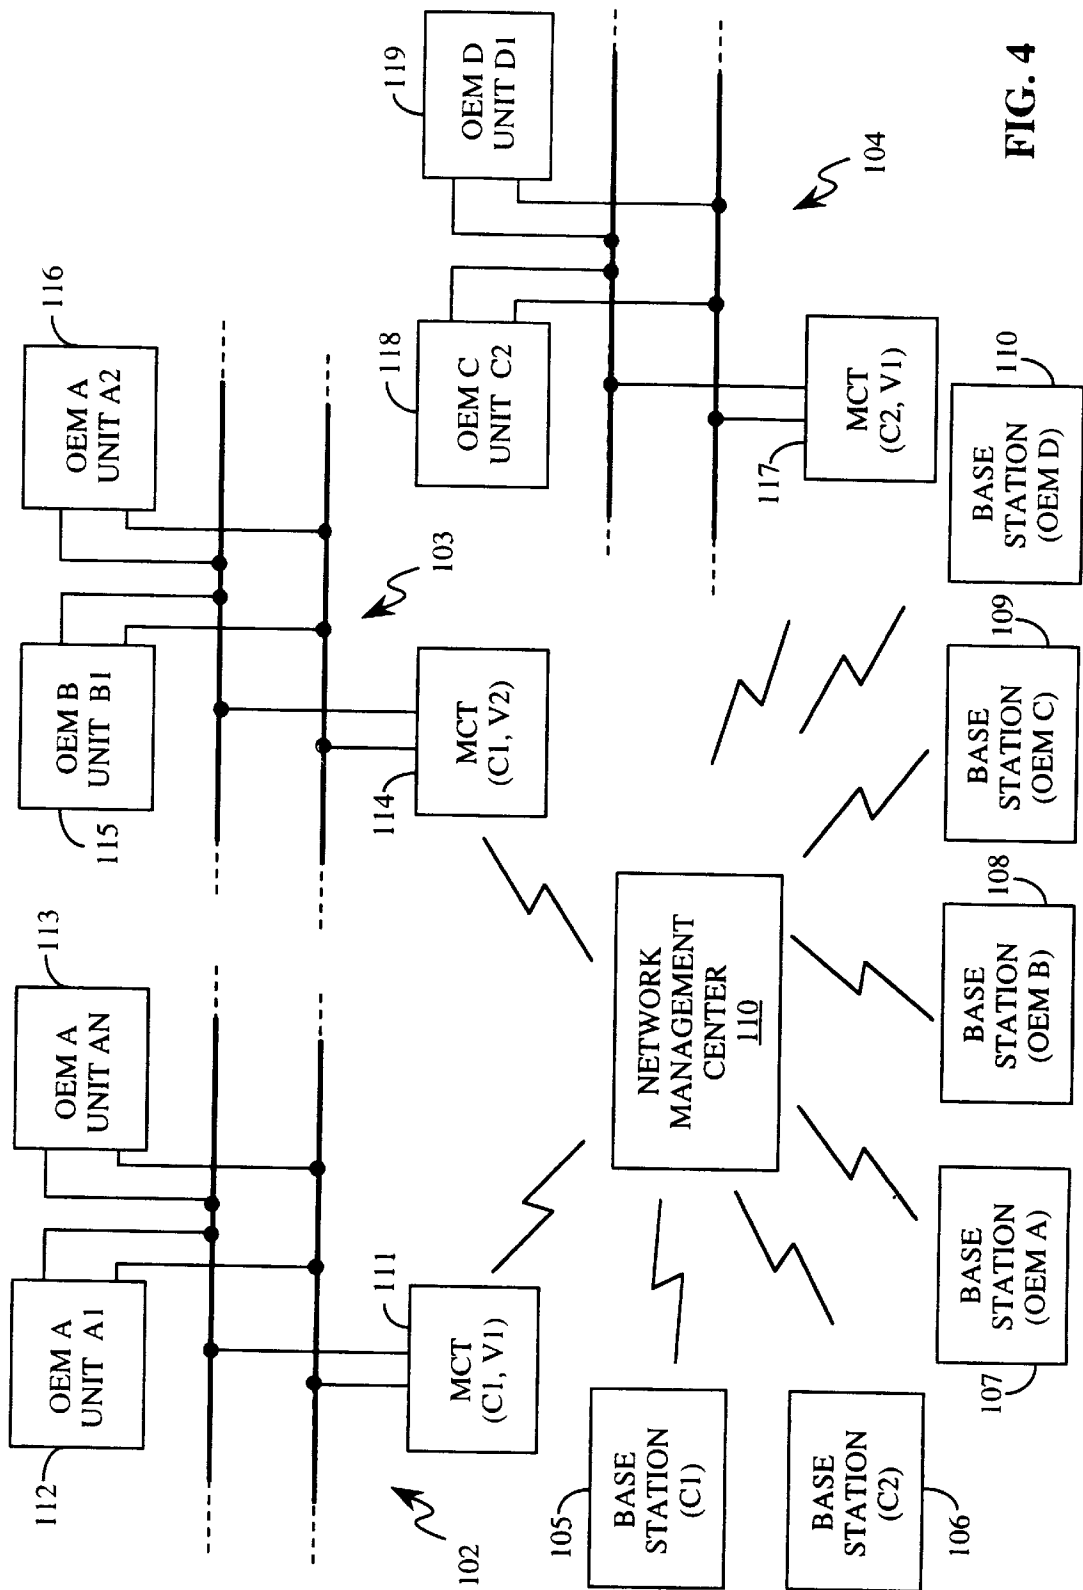 112
OEM A
UNIT A1
113
OEM A
UNIT AN
115
OEM B
UNIT B1
116
OEM A
UNIT A2
119
OEM D
UNIT D1
118
OEM C
UNIT C2
102
111
MCT
(C1, V1)
103
114
MCT
(C1, V2)
104
117
MCT
(C2, V1)
NETWORK
MANAGEMENT
CENTER
110
105
BASE
STATION
(C1)
106
BASE
STATION
(C2)
107
BASE
STATION
(OEM A)
108
BASE
STATION
(OEM B)
109
BASE
STATION
(OEM C)
110
BASE
STATION
(OEM D)
FIG. 4